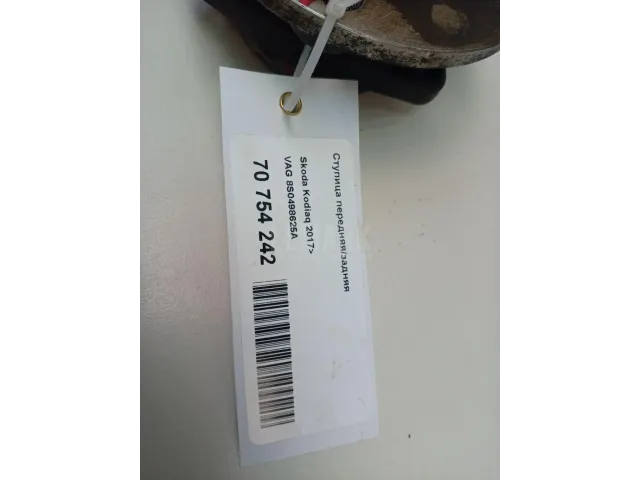 Ступица передняя/задняя
Skoda Kodiaq 2017>
VAG 8S0498625A
70 754 242